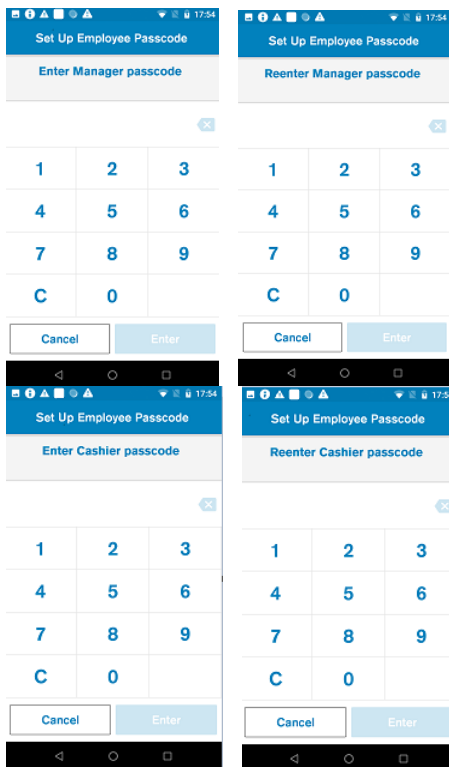 17:54
Set Up Employee Passcode
Enter Manager passcode
1 2 3
4 5 6
7 8 9
C 0
Cancel Enter
17:54
Set Up Employee Passcode
Reenter Manager passcode
1 2 3
4 5 6
7 8 9
C 0
Cancel Enter
17:54
Set Up Employee Passcode
Enter Cashier passcode
1 2 3
4 5 6
7 8 9
C 0
Cancel Enter
17:5
Set Up Employee Passcode
Reenter Cashier passcode
1 2 3
4 5 6
7 8 9
C 0
Cancel Enter